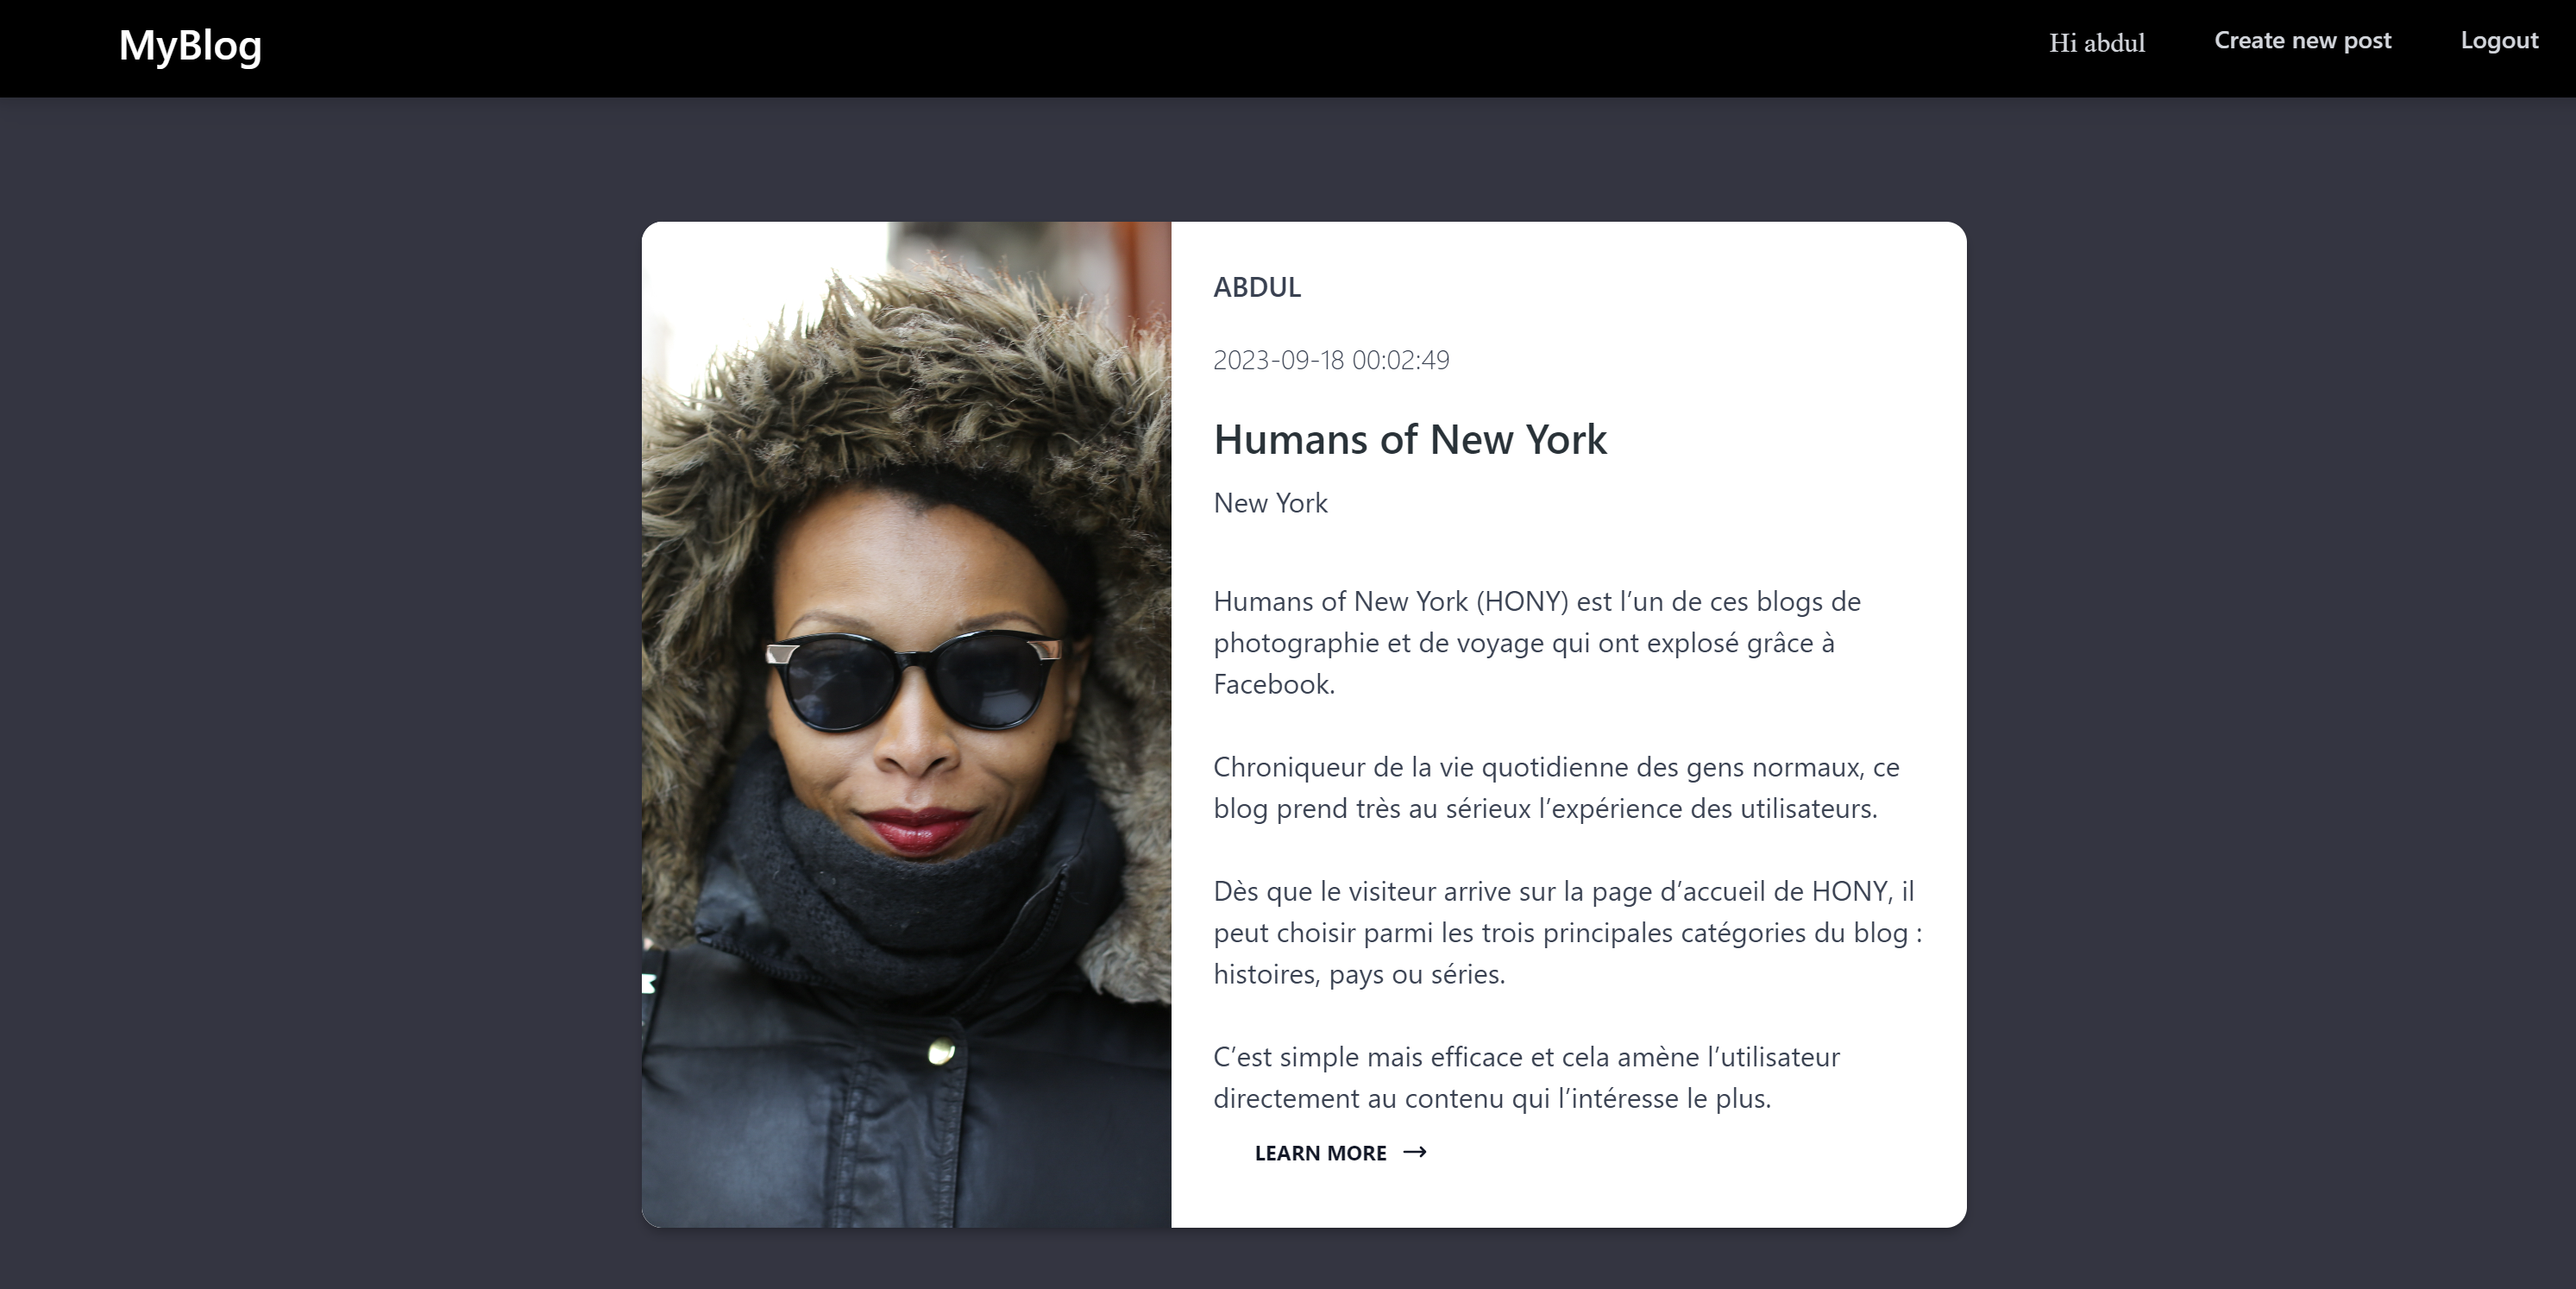 MyBlog
Hi abdul
Create new post
Logout
ABDUL
2023-09-18 00:02:49
Humans of New York
New York
Humans of New York (HONY) est l’un de ces blogs de
photographie et de voyage qui ont explosé grâce à
Facebook.
Chroniqueur de la vie quotidienne des gens normaux, ce
blog prend très au sérieux l’expérience des utilisateurs.
Dès que le visiteur arrive sur la page d’accueil de HONY, il
peut choisir parmi les trois principales catégories du blog :
histoires, pays ou séries.
C’est simple mais efficace et cela amène l’utilisateur
directement au contenu qui l’intéresse le plus.
LEARN MORE →